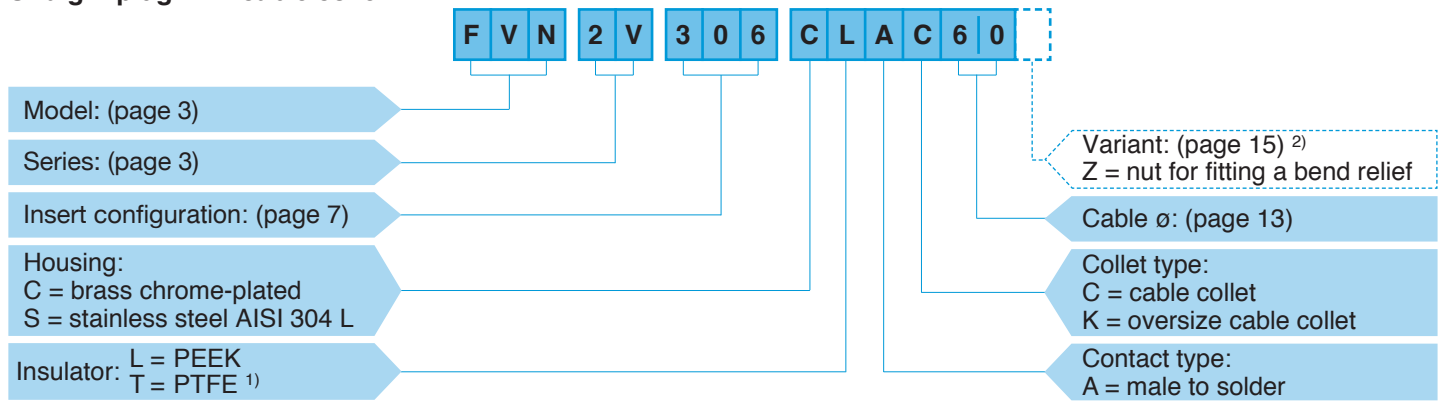 F V N 2 V 3 0 6 C L A C 6 0
Model: (page 3)
Series: (page 3)
Insert configuration: (page 7)
Housing:
C = brass chrome-plated
S = stainless steel AISI 304 L
Insulator: L = PEEK
T = PTFE 1)
Variant: (page 15) 2)
Z = nut for fitting a bend relief
Cable ø: (page 13)
Collet type:
C = cable collet
K = oversize cable collet
Contact type:
A = male to solder